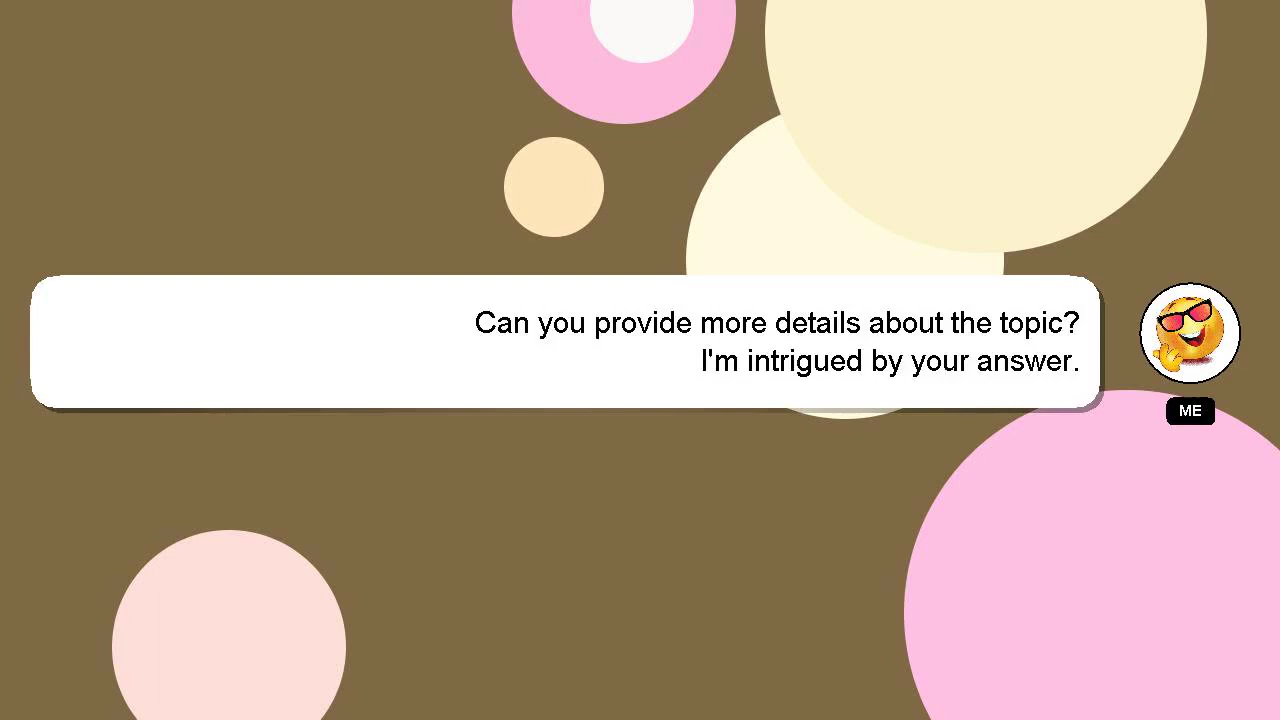 Can you provide more details about the topic?
I'm intrigued by your answer.
ME